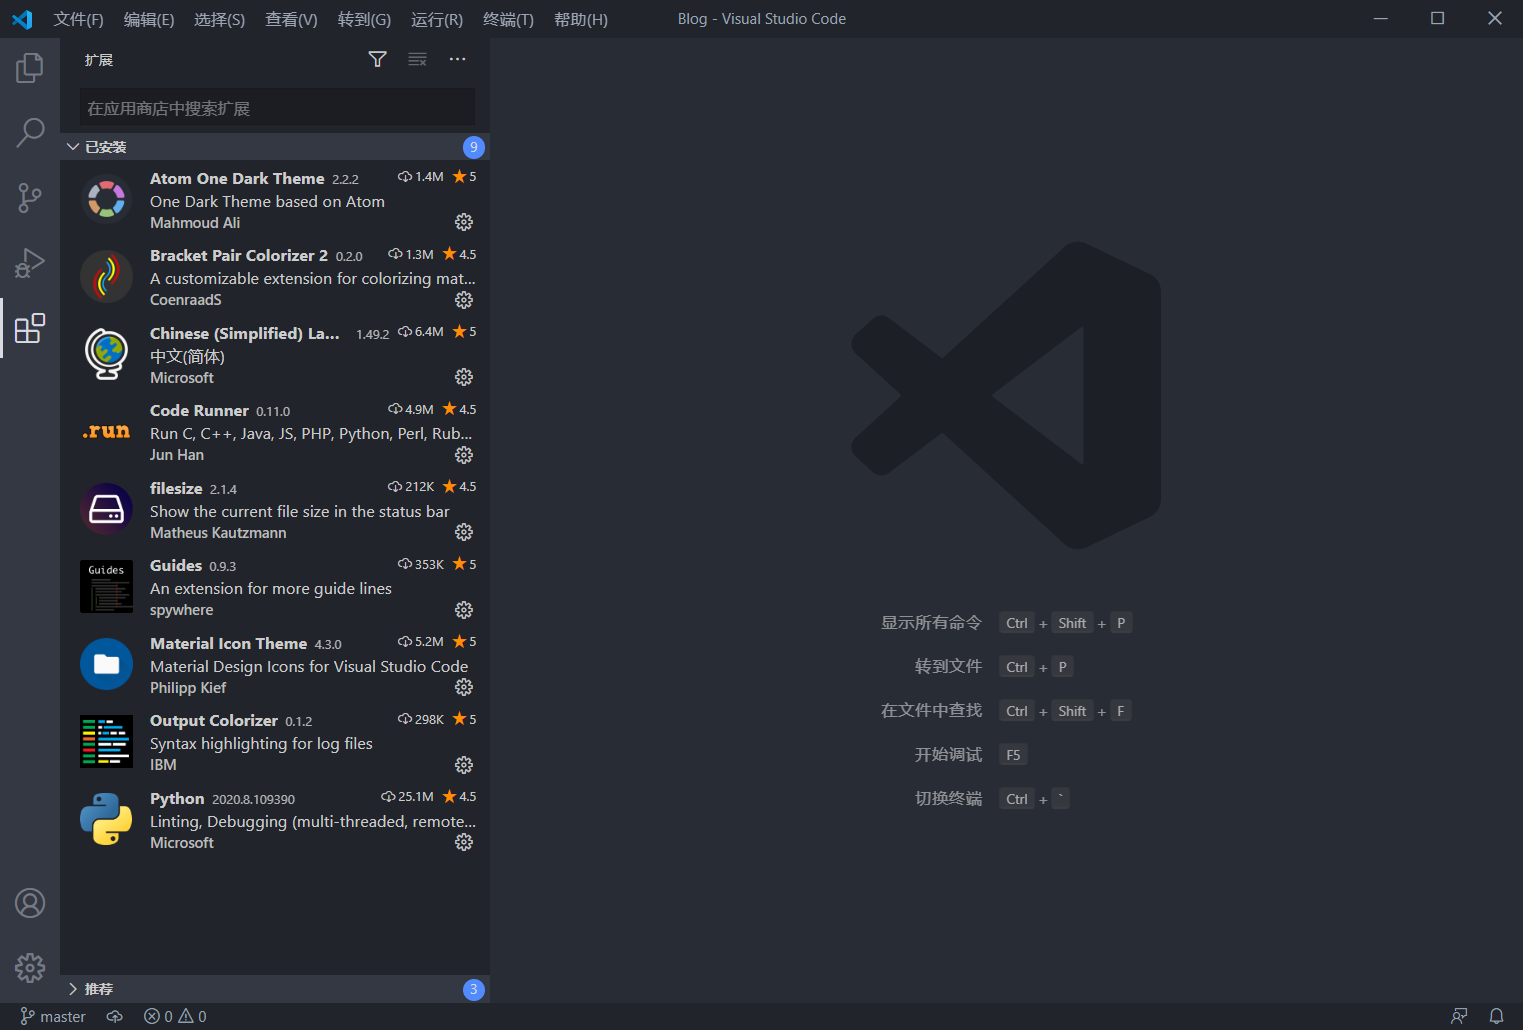 文件(F) 编辑(E) 选择(S) 查看(V) 转到(G) 运行(R) 终端(T) 帮助(H) Blog - Visual Studio Code
扩展
在应用商店中搜索扩展
已安装 9
Atom One Dark Theme 2.2.2 1.4M 5
One Dark Theme based on Atom
Mahmoud Ali
Bracket Pair Colorizer 2 0.2.0 1.3M 4.5
A customizable extension for colorizing mat...
CoenraadS
Chinese (Simplified) La... 1.49.2 6.4M 5
中文(简体)
Microsoft
.run
Code Runner 0.11.0 4.9M 4.5
Run C, C++, Java, JS, PHP, Python, Perl, Rub...
Jun Han
filesize 2.1.4 212K 4.5
Show the current file size in the status bar
Matheus Kautzmann
Guides
Guides 0.9.3 353K 5
An extension for more guide lines
spywhere
Material Icon Theme 4.3.0 5.2M 5
Material Design Icons for Visual Studio Code
Philipp Kief
Output Colorizer 0.1.2 298K 5
Syntax highlighting for log files
IBM
Python 2020.8.109390 25.1M 4.5
Linting, Debugging (multi-threaded, remote...
Microsoft
推荐 3
显示所有命令 Ctrl + Shift + P
转到文件 Ctrl + P
在文件中查找 Ctrl + Shift + F
开始调试 F5
切换终端 Ctrl + `
master 0 0